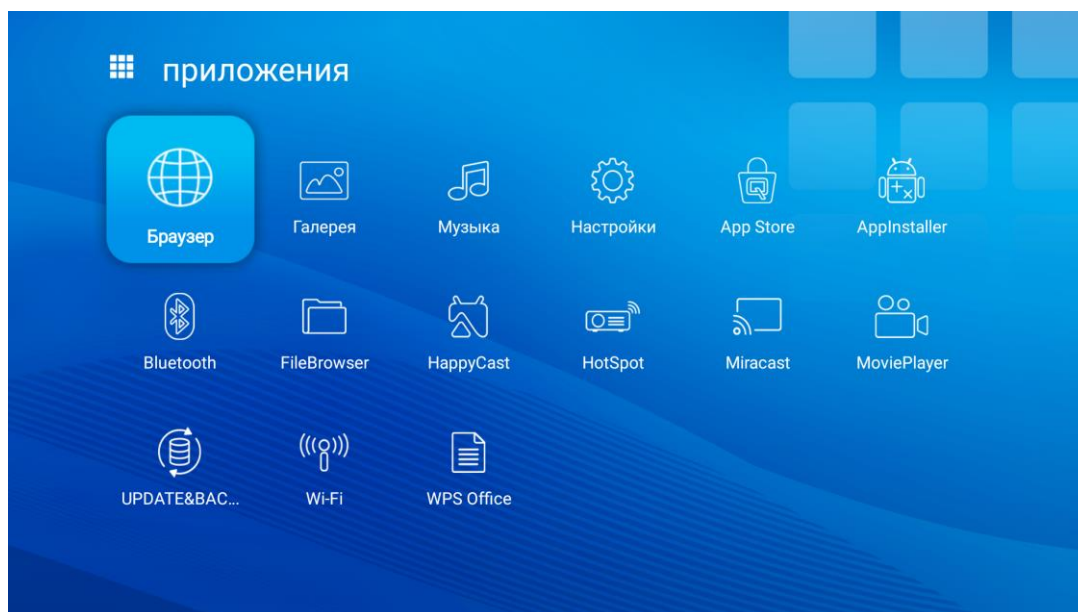 приложения
Браузер
Галерея
Музыка
Настройки
App Store
AppInstaller
Bluetooth
FileBrowser
HappyCast
HotSpot
Miracast
MoviePlayer
UPDATE&BAC...
Wi-Fi
WPS Office